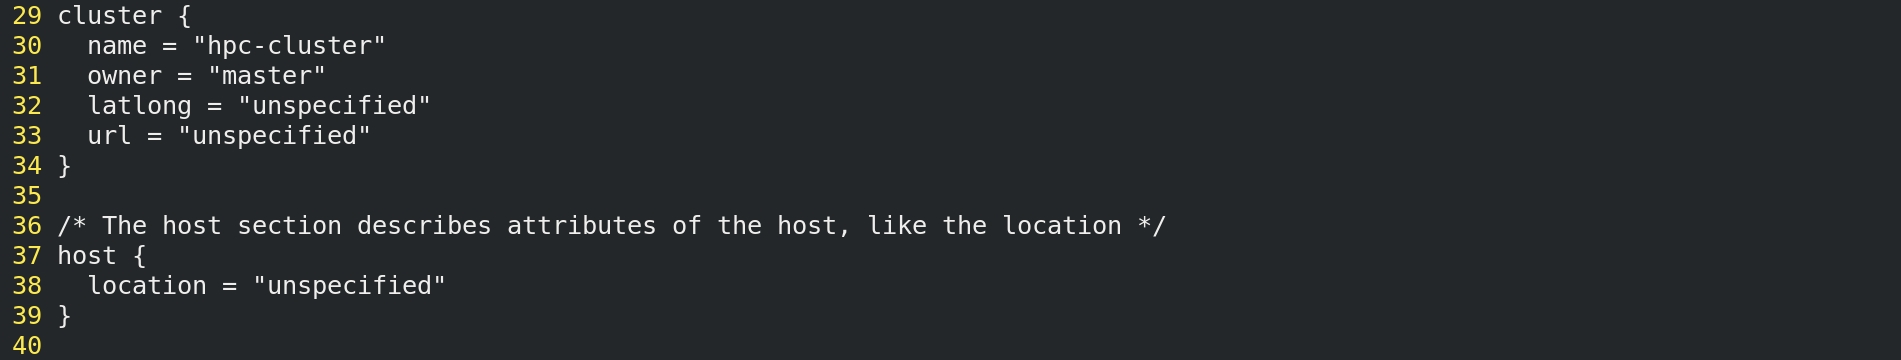 29 cluster {
30   name = "hpc-cluster"
31   owner = "master"
32   latlong = "unspecified"
33   url = "unspecified"
34 }
35
36 /* The host section describes attributes of the host, like the location */
37 host {
38   location = "unspecified"
39 }
40